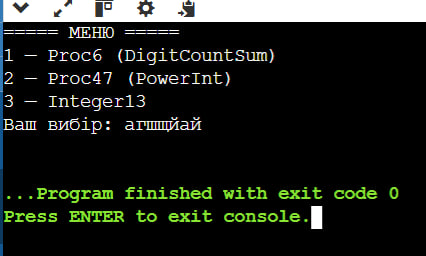 ===== МЕНЮ =====
1 — Proc6 (DigitCountSum)
2 — Proc47 (PowerInt)
3 — Integer13
Ваш вибір: агшщйай
...Program finished with exit code 0
Press ENTER to exit console.